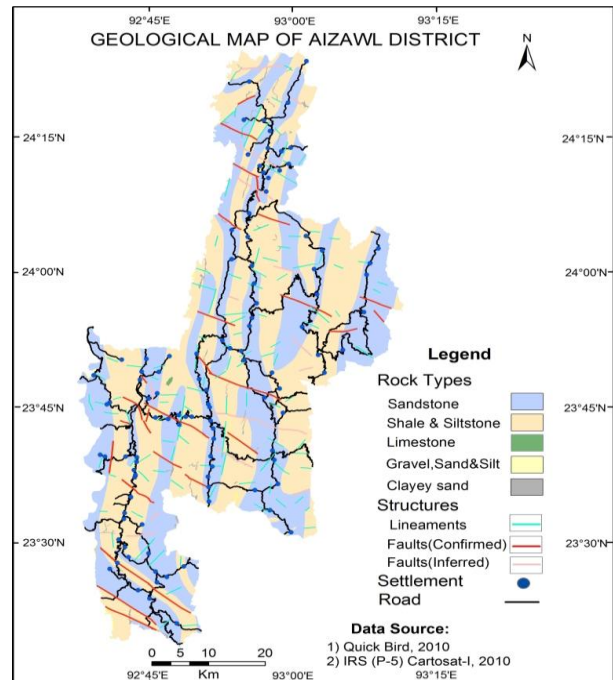 92°45'E 93°00'E 93°15'E
GEOLOGICAL MAP OF AIZAWL DISTRICT
N
24°15'N 24°15'N
24°00'N 24°00'N
Legend
Rock Types
23°45'N Sandstone 23°45'N
Shale & Siltstone
Limestone
Gravel,Sand&Silt
Clayey sand
Structures
Lineaments
23°30'N Faults(Confirmed) 23°30'N
Faults(Inferred)
Settlement
Road
Data Source:
1) Quick Bird, 2010
2) IRS (P-5) Cartosat-I, 2010
0 5 10 20
Km
92°45'E 93°00'E 93°15'E